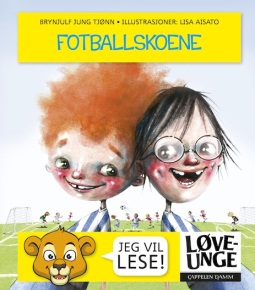 BRYNJULF JUNG TJØNN • ILLUSTRASJONER: LISA AISATO
FOTBALLSKOENE
JEG VIL
LESE!
LØVE-
UNGE
CAPPELEN DAMM